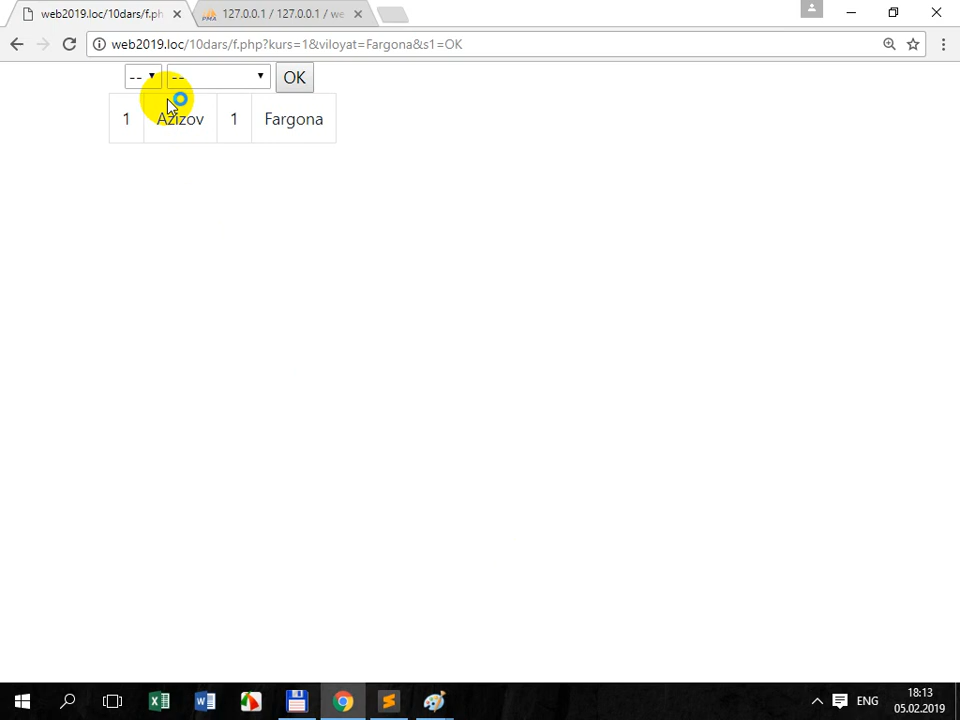 web2019.loc/10dars/f.ph
127.0.0.1 / 127.0.0.1 / we
web2019.loc/10dars/f.php?kurs=1&viloyat=Fargona&s1=OK
-- -- OK
1 Azizov 1 Fargona
ENG
18:13
05.02.2019